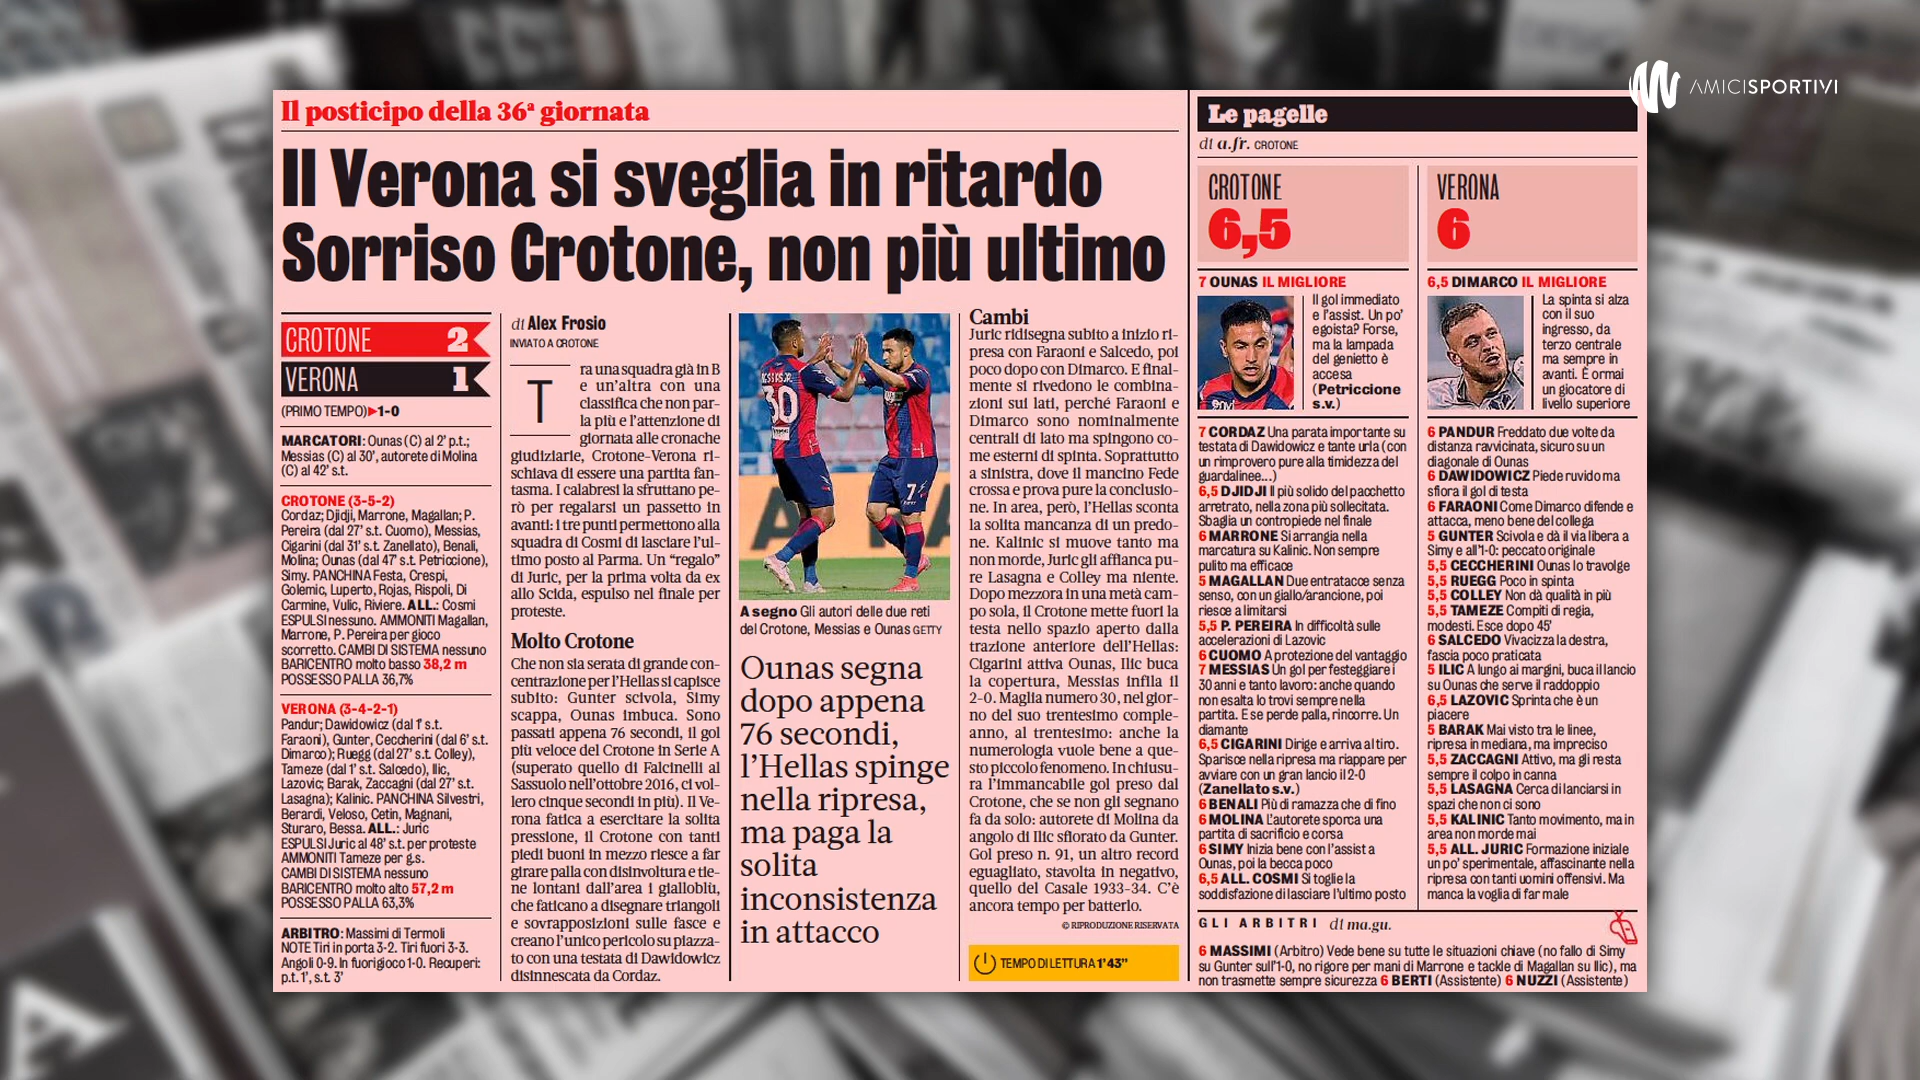 AMICISPORTIVI
Il posticipo della 36ª giornata
Il Verona si sveglia in ritardo
Sorriso Crotone, non più ultimo
CROTONE 2
VERONA 1
(PRIMO TEMPO) 1-0
MARCATORI: Ounas (C) al 2' p.t.;
Messias (C) al 30', autorete di Molina
(C) al 42' s.t.
CROTONE (3-5-2)
Cordaz; Djidji, Marrone, Magallan; P.
Pereira (dal 27' s.t. Cuomo), Messias,
Cigarini (dal 31' s.t. Zanellato), Benali,
Molina; Ounas (dal 47' s.t. Petriccione),
Simy. PANCHINA Festa, Crespi,
Golemic, Luperto, Rojas, Rispoli, Di
Carmine, Vulic, Riviere. ALL.: Cosmi
ESPULSI nessuno. AMMONITI Magallan,
Marrone, P. Pereira per gioco
scorretto. CAMBI DI SISTEMA nessuno
BARICENTRO molto basso 38,2 m
POSSESSO PALLA 36,7%
VERONA (3-4-2-1)
Pandur; Dawidowicz (dal 1' s.t.
Faraoni), Gunter, Ceccherini (dal 6' s.t.
Dimarco); Ruegg (dal 27' s.t. Colley),
Tameze (dal 1' s.t. Salcedo), Ilic,
Lazovic; Barak, Zaccagni (dal 27' s.t.
Lasagna); Kalinic. PANCHINA Silvestri,
Berardi, Veloso, Cetin, Magnani,
Sturaro, Bessa. ALL.: Juric
ESPULSI Juric al 48' s.t. per proteste
AMMONITI Tameze per g.s.
CAMBI DI SISTEMA nessuno
BARICENTRO molto alto 57,2 m
POSSESSO PALLA 63,3%
ARBITRO: Massimi di Termoli
NOTE Tiri in porta 3-2. Tiri fuori 3-3.
Angoli 0-9. In fuorigioco 1-0. Recuperi:
p.t. 1', s.t. 3'
di Alex Frosio
INVIATO A CROTONE
T
ra una squadra già in B
e un'altra con una
classifica che non par-
la più e l'attenzione di
giornata alle cronache
giudiziarie, Crotone-Verona ri-
schiava di essere una partita fan-
tasma. I calabresi la sfruttano pe-
rò per regalarsi un passetto in
avanti: i tre punti permettono alla
squadra di Cosmi di lasciare l'ul-
timo posto al Parma. Un “regalo”
di Juric, per la prima volta da ex
allo Scida, espulso nel finale per
proteste.
Molto Crotone
Che non sia serata di grande con-
centrazione per l'Hellas si capisce
subito: Gunter scivola, Simy
scappa, Ounas imbuca. Sono
passati appena 76 secondi, il gol
più veloce del Crotone in Serie A
(superato quello di Falcinelli al
Sassuolo nell'ottobre 2016, ci vol-
lero cinque secondi in più). Il Ve-
rona fatica a esercitare la solita
pressione, il Crotone con tanti
piedi buoni in mezzo riesce a far
girare palla con disinvoltura e tie-
ne lontani dall'area i gialloblù,
che faticano a disegnare triangoli
e sovrapposizioni sulle fasce e
creano l'unico pericolo su piazza-
to con una testata di Dawidowicz
disinnescata da Cordaz.
30
7
A segno Gli autori delle due reti
del Crotone, Messias e Ounas GETTY
Ounas segna
dopo appena
76 secondi,
l'Hellas spinge
nella ripresa,
ma paga la
solita
inconsistenza
in attacco
Cambi
Juric ridisegna subito a inizio ri-
presa con Faraoni e Salcedo, poi
poco dopo con Dimarco. E final-
mente si rivedono le combina-
zioni sui lati, perché Faraoni e
Dimarco sono nominalmente
centrali di lato ma spingono co-
me esterni di spinta. Soprattutto
a sinistra, dove il mancino Fede
crossa e prova pure la conclusio-
ne. In area, però, l'Hellas sconta
la solita mancanza di un predo-
ne. Kalinic si muove tanto ma
non morde, Juric gli affianca pu-
re Lasagna e Colley ma niente.
Dopo mezzora in una metà cam-
po sola, il Crotone mette fuori la
testa nello spazio aperto dalla
trazione anteriore dell'Hellas:
Cigarini attiva Ounas, Ilic buca
la copertura, Messias infila il
2-0. Maglia numero 30, nel gior-
no del suo trentesimo comple-
anno, al trentesimo: anche la
numerologia vuole bene a que-
sto piccolo fenomeno. In chiusu-
ra l'immancabile gol preso dal
Crotone, che se non gli segnano
fa da solo: autorete di Molina da
angolo di Ilic sfiorato da Gunter.
Gol preso n. 91, un altro record
eguagliato, stavolta in negativo,
quello del Casale 1933-34. C'è
ancora tempo per batterlo.
© RIPRODUZIONE RISERVATA
TEMPO DI LETTURA 1'43”
Le pagelle
di a.fr. CROTONE
CROTONE
6,5
7 OUNAS IL MIGLIORE
Il gol immediato
e l'assist. Un po'
egoista? Forse,
ma la lampada
del genietto è
accesa
(Petriccione
s.v.)
7 CORDAZ Una parata importante su
testata di Dawidowicz e tante urla (con
un rimprovero pure alla timidezza del
guardalinee...)
6,5 DJIDJI Il più solido del pacchetto
arretrato, nella zona più sollecitata.
Sbaglia un contropiede nel finale
6 MARRONE Si arrangia nella
marcatura su Kalinic. Non sempre
pulito ma efficace
5 MAGALLAN Due entratacce senza
senso, con un giallo/arancione, poi
riesce a limitarsi
5,5 P. PEREIRA In difficoltà sulle
accelerazioni di Lazovic
6 CUOMO A protezione del vantaggio
7 MESSIAS Un gol per festeggiare i
30 anni e tanto lavoro: anche quando
non esalta lo trovi sempre nella
partita. E se perde palla, rincorre. Un
diamante
6,5 CIGARINI Dirige e arriva al tiro.
Sparisce nella ripresa ma riappare per
avviare con un gran lancio il 2-0
(Zanellato s.v.)
6 BENALI Più di ramazza che di fino
6 MOLINA L'autorete sporca una
partita di sacrificio e corsa
6 SIMY Inizia bene con l'assist a
Ounas, poi la becca poco
6,5 ALL. COSMI Si toglie la
soddisfazione di lasciare l'ultimo posto
VERONA
6
6,5 DIMARCO IL MIGLIORE
La spinta si alza
con il suo
ingresso, da
terzo centrale
ma sempre in
avanti. È ormai
un giocatore di
livello superiore
6 PANDUR Freddato due volte da
distanza ravvicinata, sicuro su un
diagonale di Ounas
6 DAWIDOWICZ Piede ruvido ma
sfiora il gol di testa
6 FARAONI Come Dimarco difende e
attacca, meno bene del collega
5 GUNTER Scivola e dà il via libera a
Simy e all'1-0: peccato originale
5,5 CECCHERINI Ounas lo travolge
5,5 RUEGG Poco in spinta
5,5 COLLEY Non dà qualità in più
5,5 TAMEZE Compiti di regia,
modesti. Esce dopo 45'
6 SALCEDO Vivacizza la destra,
fascia poco praticata
5 ILIC A lungo ai margini, buca il lancio
su Ounas che serve il raddoppio
6,5 LAZOVIC Sprinta che è un
piacere
5 BARAK Mai visto tra le linee,
ripresa in mediana, ma impreciso
5,5 ZACCAGNI Attivo, ma gli resta
sempre il colpo in canna
5,5 LASAGNA Cerca di lanciarsi in
spazi che non ci sono
5,5 KALINIC Tanto movimento, ma in
area non morde mai
5,5 ALL. JURIC Formazione iniziale
un po' sperimentale, affascinante nella
ripresa con tanti uomini offensivi. Ma
manca la voglia di far male
GLI ARBITRI di ma.gu.
6 MASSIMI (Arbitro) Vede bene su tutte le situazioni chiave (no fallo di Simy
su Gunter sull'1-0, no rigore per mani di Marrone e tackle di Magallan su Ilic), ma
non trasmette sempre sicurezza 6 BERTI (Assistente) 6 NUZZI (Assistente)